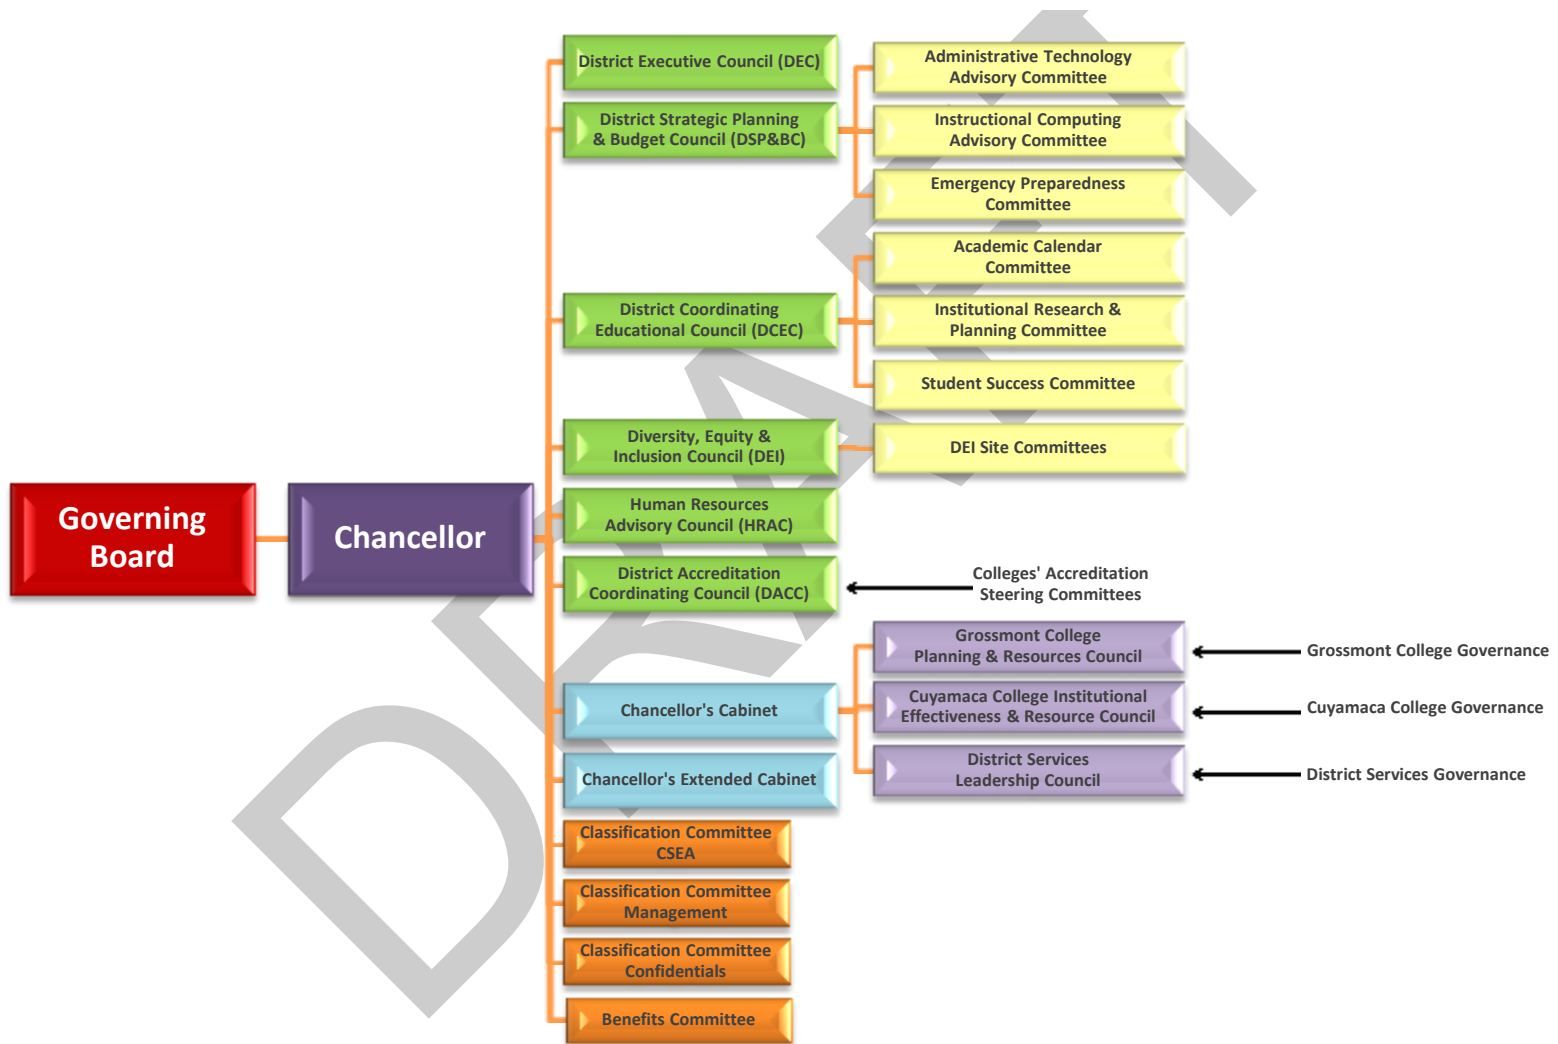 Governing
Board
Chancellor
District Executive Council (DEC)
District Strategic Planning
& Budget Council (DSP&BC)
District Coordinating
Educational Council (DCEC)
Diversity, Equity &
Inclusion Council (DEI)
Human Resources
Advisory Council (HRAC)
District Accreditation
Coordinating Council (DACC)
Chancellor's Cabinet
Chancellor's Extended Cabinet
Classification Committee
CSEA
Classification Committee
Management
Classification Committee
Confidentials
Benefits Committee
Administrative Technology
Advisory Committee
Instructional Computing
Advisory Committee
Emergency Preparedness
Committee
Academic Calendar
Committee
Institutional Research &
Planning Committee
Student Success Committee
DEI Site Committees
Colleges' Accreditation
Steering Committees
Grossmont College
Planning & Resources Council
Cuyamaca College Institutional
Effectiveness & Resource Council
District Services
Leadership Council
Grossmont College Governance
Cuyamaca College Governance
District Services Governance
DRAFT